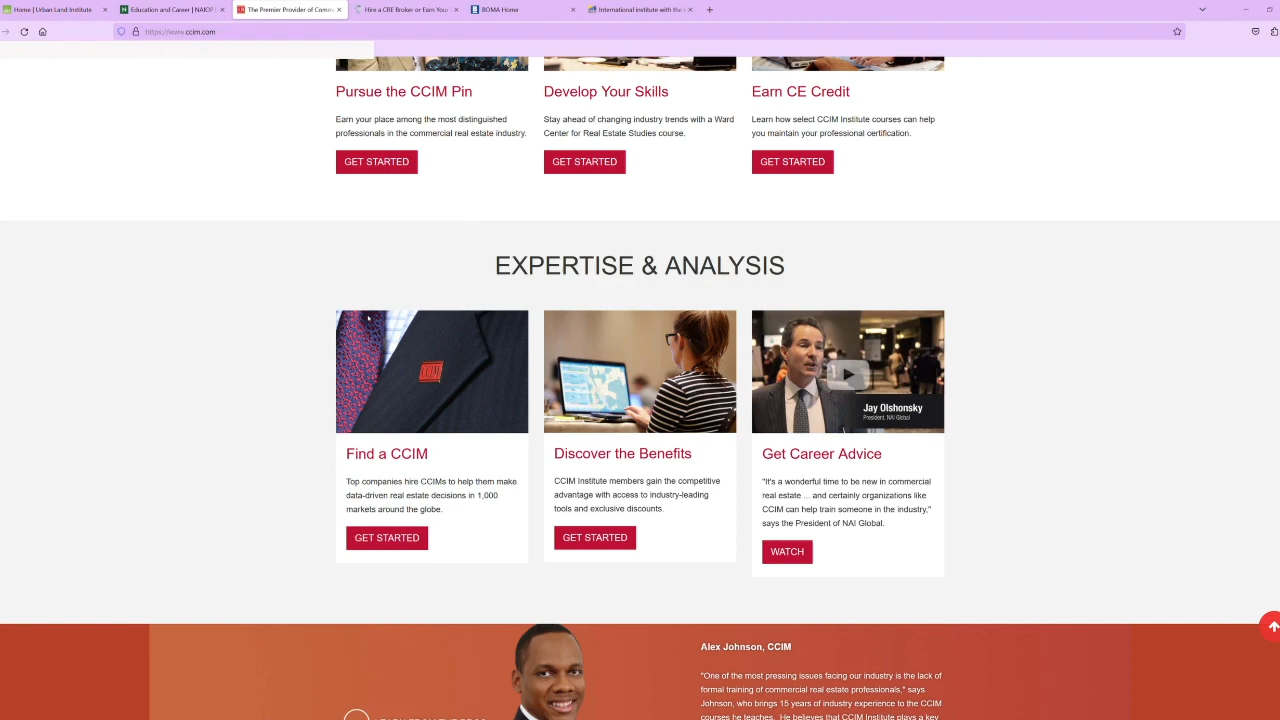 Home | Urban Land Institute
Education and Career | NAIOP
The Premier Provider of Comm
Hire a CRE Broker or Earn Your
BOMA Home
International institute with the
https://www.ccim.com
Pursue the CCIM Pin
Earn your place among the most distinguished
professionals in the commercial real estate industry.
GET STARTED
Develop Your Skills
Stay ahead of changing industry trends with a Ward
Center for Real Estate Studies course.
GET STARTED
Earn CE Credit
Learn how select CCIM Institute courses can help
you maintain your professional certification.
GET STARTED
EXPERTISE & ANALYSIS
Find a CCIM
Top companies hire CCIMs to help them make
data-driven real estate decisions in 1,000
markets around the globe.
GET STARTED
Discover the Benefits
CCIM Institute members gain the competitive
advantage with access to industry-leading
tools and exclusive discounts.
GET STARTED
Jay Olshonsky
President, NAI Global
Get Career Advice
"It's a wonderful time to be new in commercial
real estate ... and certainly organizations like
CCIM can help train someone in the industry,"
says the President of NAI Global.
WATCH
Alex Johnson, CCIM
"One of the most pressing issues facing our industry is the lack of
formal training of commercial real estate professionals," says
Johnson, who brings 15 years of industry experience to the CCIM
courses he teaches. He believes that CCIM Institute plays a key
LEARN FROM THE PROS